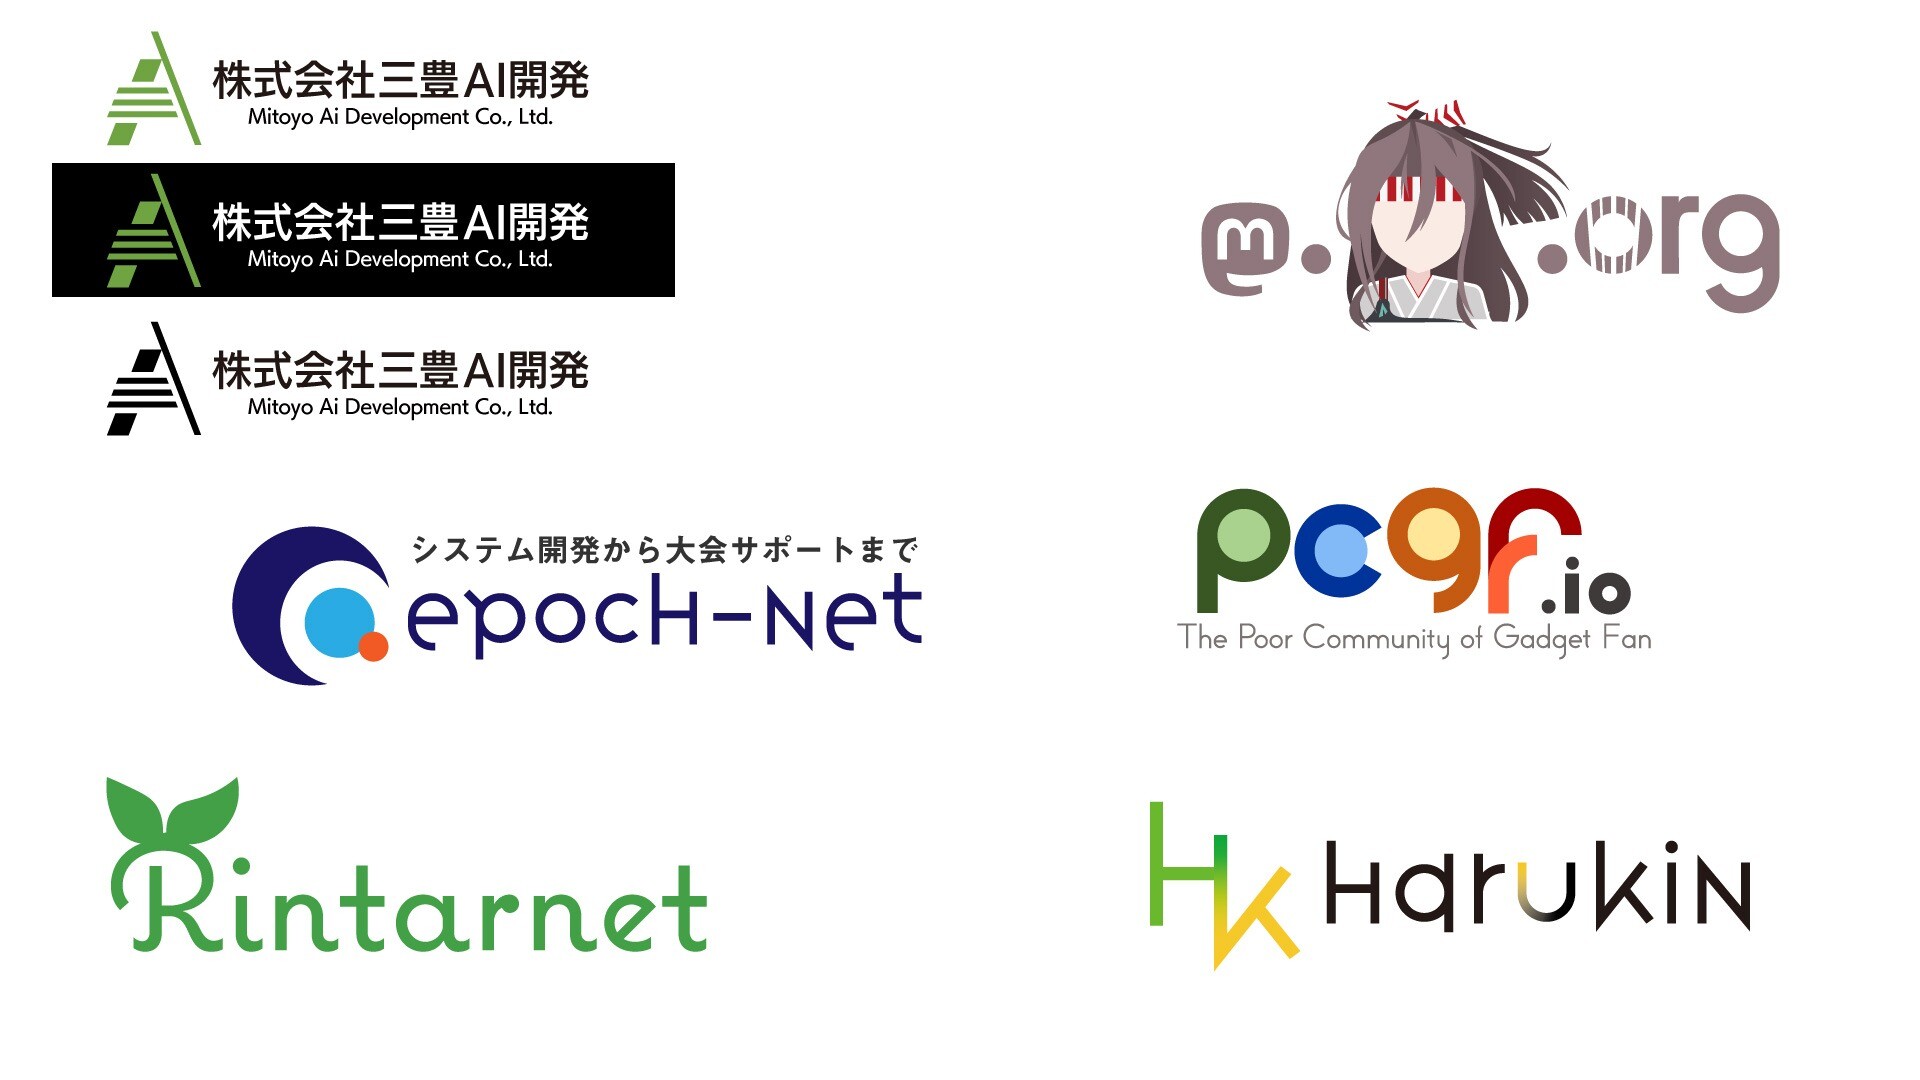 株式会社三豊AI開発
Mitoyo Ai Development Co., Ltd.
株式会社三豊AI開発
Mitoyo Ai Development Co., Ltd.
株式会社三豊AI開発
Mitoyo Ai Development Co., Ltd.
m. .org
システム開発から大会サポートまで
epoch-net
pcgf.io
The Poor Community of Gadget Fan
Rintarnet
HK HaruKiN